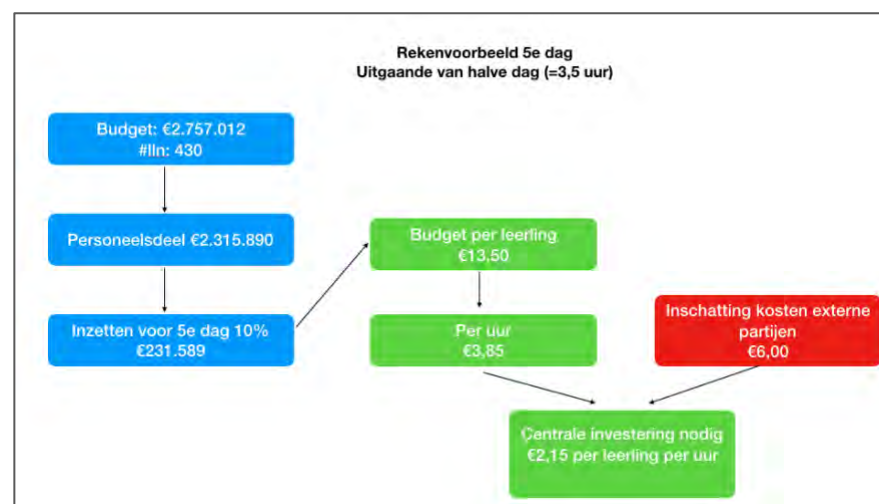 Rekenvoorbeeld 5e dag
Uitgaande van halve dag (=3,5 uur)
Budget: €2.757.012
#lln: 430
Personeelsdeel €2.315.890
Inzetten voor 5e dag 10%
€231.589
Budget per leerling
€13,50
Per uur
€3,85
Inschatting kosten externe
partijen
€6,00
Centrale investering nodig
€2,15 per leerling per uur